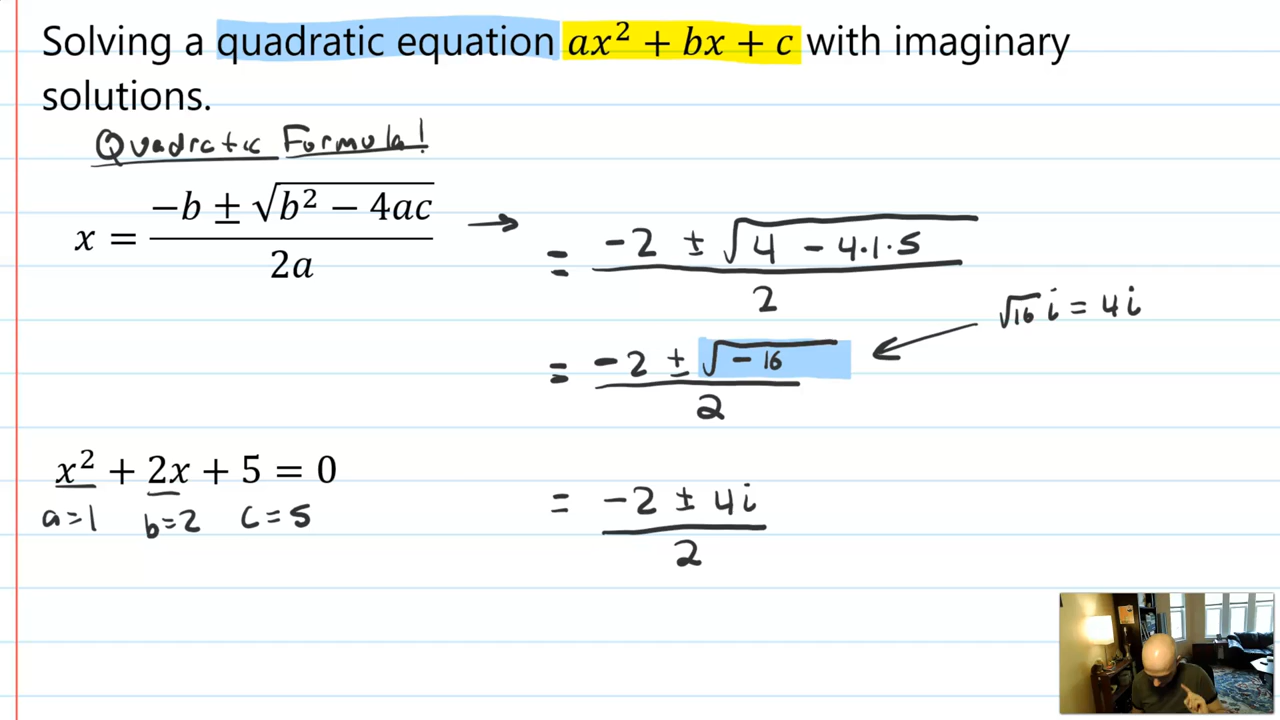 Solving a quadratic equation ax² + bx + c with imaginary
solutions.
Quadratic Formula!
x = (-b ± √(b² − 4ac)) / 2a →
= (-2 ± √(4 - 4·1·5)) / 2
√16 i = 4i
= (-2 ± √(-16)) / 2
x² + 2x + 5 = 0
a=1 b=2 c=5
= (-2 ± 4i) / 2